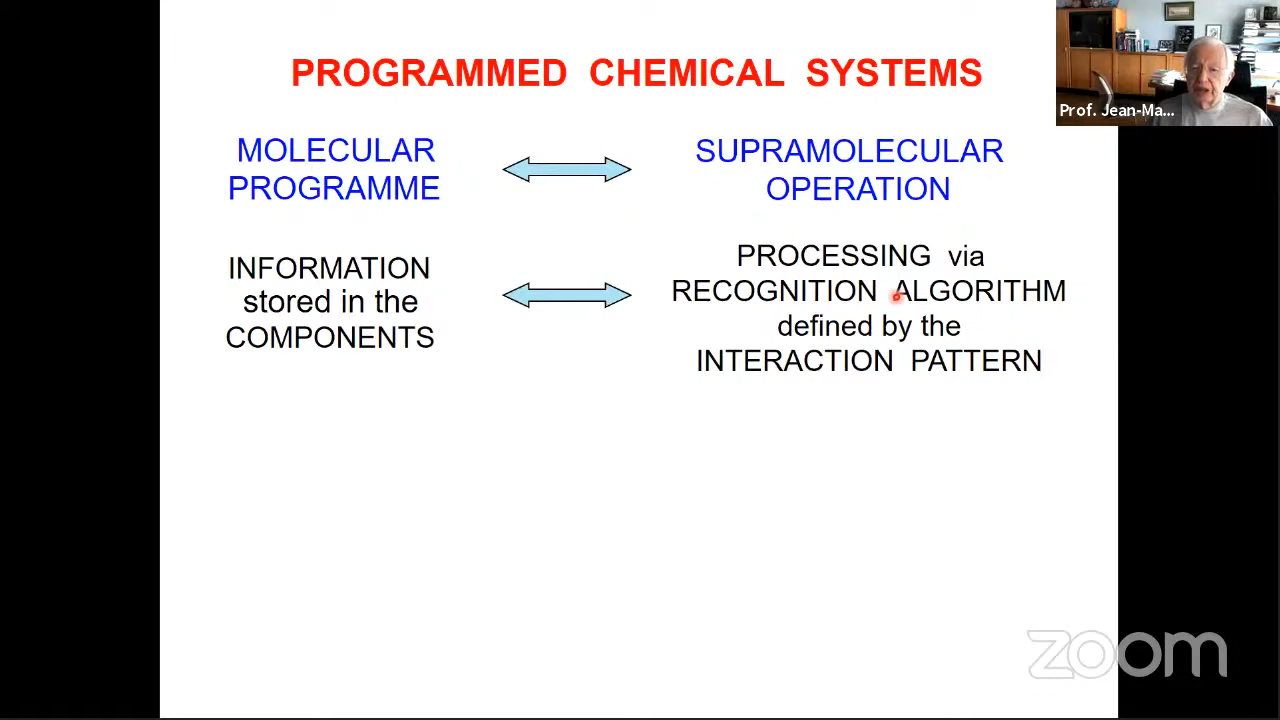 PROGRAMMED CHEMICAL SYSTEMS
Prof. Jean-Ma...
MOLECULAR
PROGRAMME
SUPRAMOLECULAR
OPERATION
INFORMATION
stored in the
COMPONENTS
PROCESSING via
RECOGNITION ALGORITHM
defined by the
INTERACTION PATTERN
zoom